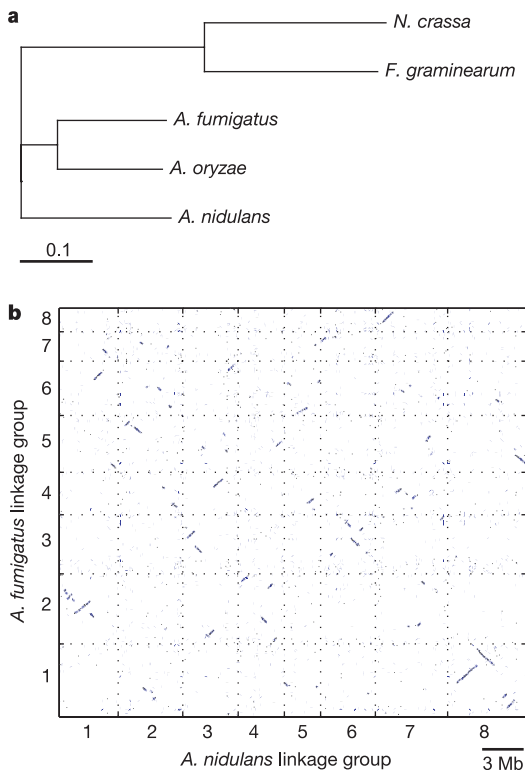 a
N. crassa
F. graminearum
A. fumigatus
A. oryzae
A. nidulans
0.1
b
A. fumigatus linkage group
8
7
6
5
4
3
2
1
1 2 3 4 5 6 7 8
A. nidulans linkage group
3 Mb